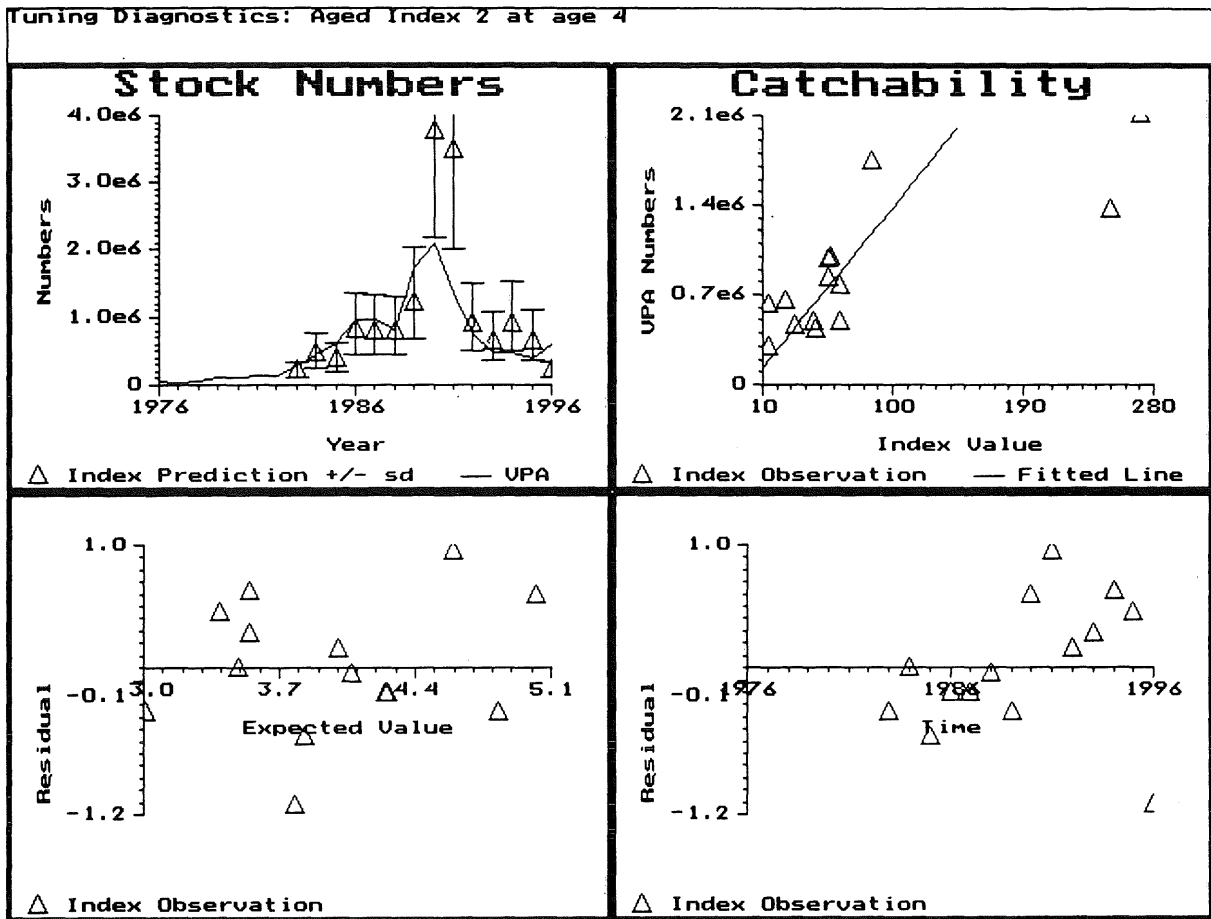 Tuning Diagnostics: Aged Index 2 at age 4
Stock Numbers
4.0e6
3.0e6
2.0e6
1.0e6
0
Numbers
1976 1986 1996
Year
△ Index Prediction +/- sd — VPA
Catchability
2.1e6
1.4e6
0.7e6
0
VPA Numbers
10 100 190 280
Index Value
△ Index Observation — Fitted Line
1.0
-0.1
-1.2
Residual
3.0 3.7 4.4 5.1
Expected Value
△ Index Observation
1.0
-0.1
-1.2
Residual
1976 1986 1996
Time
△ Index Observation